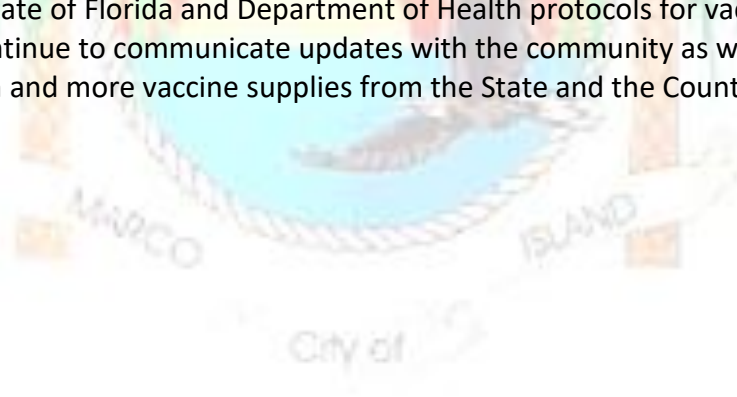 ate of Florida and Department of Health protocols for vac
tinue to communicate updates with the community as w
and more vaccine supplies from the State and the Count
MARCO ISLAND
City of